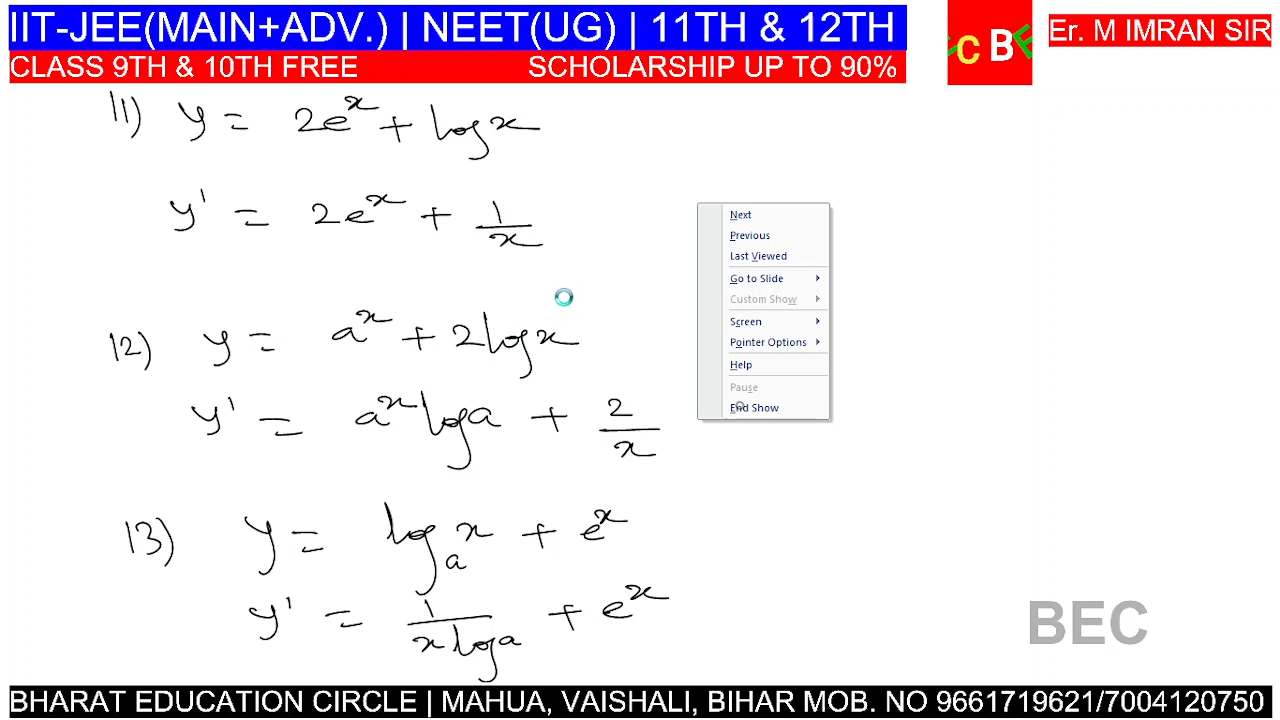 IIT-JEE(MAIN+ADV.) | NEET(UG) | 11TH & 12TH
CLASS 9TH & 10TH FREE SCHOLARSHIP UP TO 90%
C B E
Er. M IMRAN SIR
11) y = 2e^x + log x
y' = 2e^x + 1/x
12) y = a^x + 2 log x
y' = a^x log a + 2/x
13) y = log_a x + e^x
y' = 1/(x log a) + e^x
Next
Previous
Last Viewed
Go to Slide
Custom Show
Screen
Pointer Options
Help
Pause
End Show
BEC
BHARAT EDUCATION CIRCLE | MAHUA, VAISHALI, BIHAR MOB. NO 9661719621/7004120750